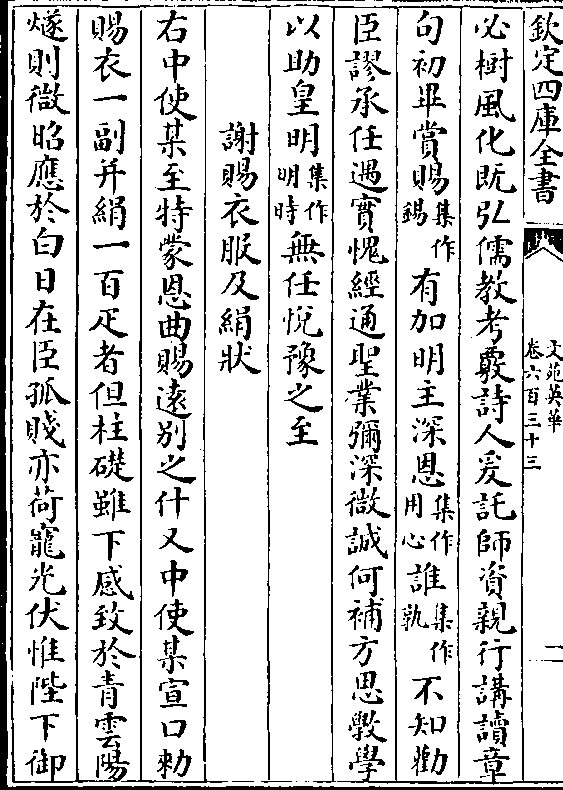 欽定四庫全書
文苑英華
卷六百三十三
二
必樹風化既弘儒教考覈詩人爰託師資親行講讀章
句初畢賞賜集作錫有加明主深恩集作用心誰集作孰不知勸
臣謬承任遇實愧經通聖業彌深微誠何補方思斆學
以助皇明集作明時無任悅豫之至
謝賜衣服及絹狀
右中使某至特蒙恩曲賜遠别之什又中使某宣口勑
賜衣一副并絹一百疋者但柱礎雖下感致於青雲陽
燧則微昭應於白日在臣孤賤亦荷寵光伏惟陛下御